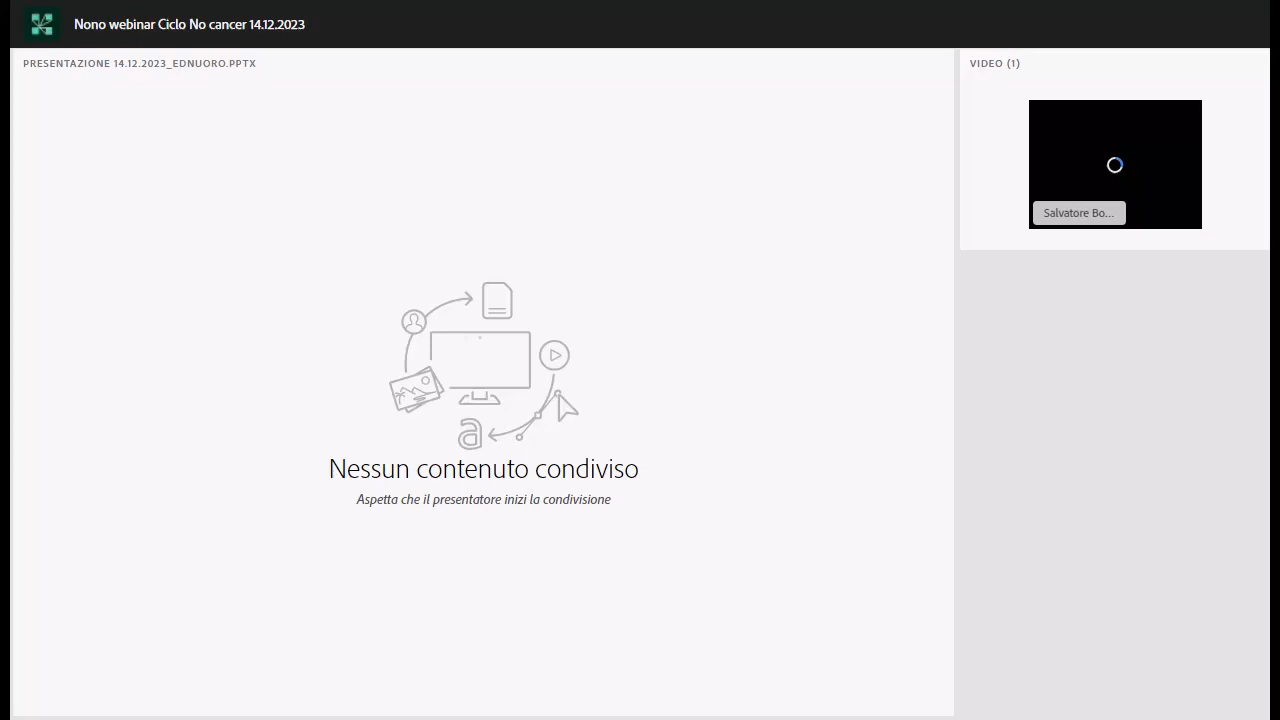 Nono webinar Ciclo No cancer 14.12.2023
PRESENTAZIONE 14.12.2023_EDNUORO.PPTX
VIDEO (1)
Salvatore Bo...
a
Nessun contenuto condiviso
Aspetta che il presentatore inizi la condivisione